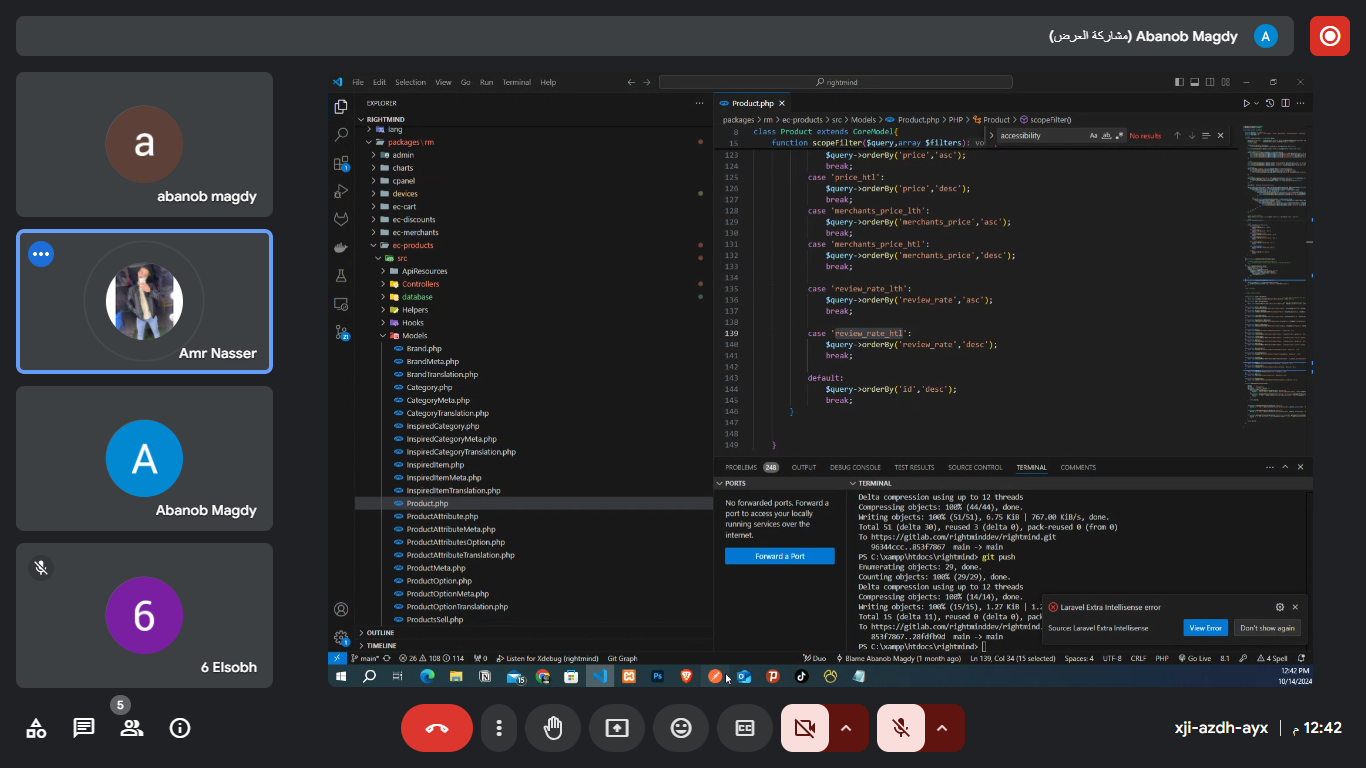 Abanob Magdy (مشاركة العرض)
A
a
abanob magdy
Amr Nasser
A
Abanob Magdy
6
6 Elsobh
File Edit Selection View Go Run Terminal Help
rightmind
EXPLORER
RIGHTMIND
lang
packages\rm
admin
charts
cpanel
devices
ec-cart
ec-discounts
ec-merchants
ec-products
src
ApiResources
Controllers
database
Helpers
Hooks
Models
Brand.php
BrandMeta.php
BrandTranslation.php
Category.php
CategoryMeta.php
CategoryTranslation.php
InspiredCategory.php
InspiredCategoryMeta.php
InspiredCategoryTranslation.php
InspiredItem.php
InspiredItemMeta.php
InspiredItemTranslation.php
Product.php
ProductAttribute.php
ProductAttributeMeta.php
ProductAttributesOption.php
ProductAttributeTranslation.php
ProductMeta.php
ProductOption.php
ProductOptionMeta.php
ProductOptionTranslation.php
ProductsSell.php
OUTLINE
TIMELINE
1
21
1
Product.php
packages > rm > ec-products > src > Models > Product.php > PHP > Product > scopeFilter()
accessibility Aa ab No results
8 class Product extends CoreModel{
15 function scopeFilter($query,array $filters): vo
123 $query->orderBy('price','asc');
124 break;
125 case 'price_htl':
126 $query->orderBy('price','desc');
127 break;
128 case 'merchants_price_lth':
129 $query->orderBy('merchants_price','asc');
130 break;
131 case 'merchants_price_htl':
132 $query->orderBy('merchants_price','desc');
133 break;
134
135 case 'review_rate_lth':
136 $query->orderBy('review_rate','asc');
137 break;
138
139 case 'review_rate_htl':
140 $query->orderBy('review_rate','desc');
141 break;
142
143 default:
144 $query->orderBy('id','desc');
145 break;
146 }
147
148
149 }
PROBLEMS 248 OUTPUT DEBUG CONSOLE TEST RESULTS SOURCE CONTROL TERMINAL COMMENTS
PORTS
No forwarded ports. Forward a
port to access your locally
running services over the
internet.
Forward a Port
TERMINAL
Delta compression using up to 12 threads
Compressing objects: 100% (44/44), done.
Writing objects: 100% (51/51), 6.75 KiB | 767.00 KiB/s, done.
Total 51 (delta 30), reused 3 (delta 0), pack-reused 0 (from 0)
To https://gitlab.com/rightminddev/rightmind.git
96344ccc..853f7867 main -> main
PS C:\xampp\htdocs\rightmind> git push
Enumerating objects: 29, done.
Counting objects: 100% (29/29), done.
Delta compression using up to 12 threads
Compressing objects: 100% (14/14), done.
Writing objects: 100% (15/15), 1.27 KiB | 1.2
Total 15 (delta 11), reused 0 (delta 0), pack
To https://gitlab.com/rightminddev/rightmind.
853f7867..28fdfb9d main -> main
PS C:\xampp\htdocs\rightmind>
Laravel Extra Intellisense error
Source: Laravel Extra Intellisense
View Error
Don't show again
main* 26 108 114 0 Listen for Xdebug (rightmind) Git Graph
Duo Blame Abanob Magdy (1 month ago) Ln 139, Col 34 (15 selected) Spaces: 4 UTF-8 CRLF PHP Go Live 8.1 4 Spell
15
Ps
12:42 PM
10/14/2024
5
CC
xji-azdh-ayx | 12:42 م